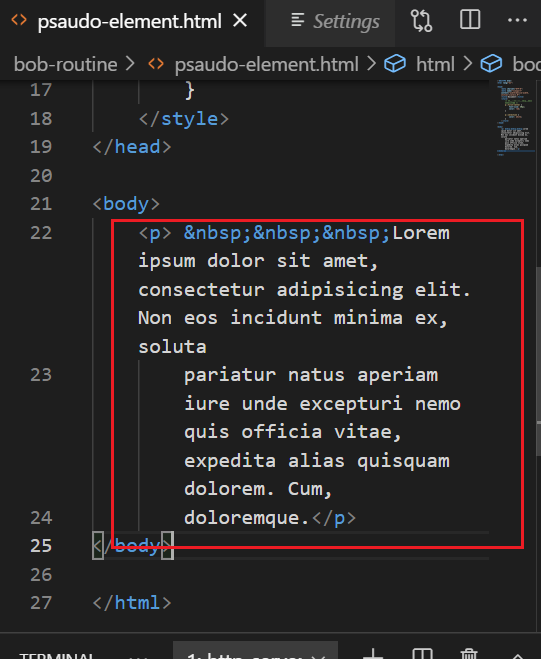 <> psaudo-element.html × Settings ...
bob-routine > <> psaudo-element.html > html >
17 }
18 </style>
19 </head>
20
21 <body>
22 <p> &nbsp;&nbsp;&nbsp;Lorem
ipsum dolor sit amet,
consectetur adipisicing elit.
Non eos incidunt minima ex,
soluta
23 pariatur natus aperiam
iure unde excepturi nemo
quis officia vitae,
expedita alias quisquam
dolorem. Cum,
24 doloremque.</p>
25 </body>
26
27 </html>
TERMINAL ... 1: http-server